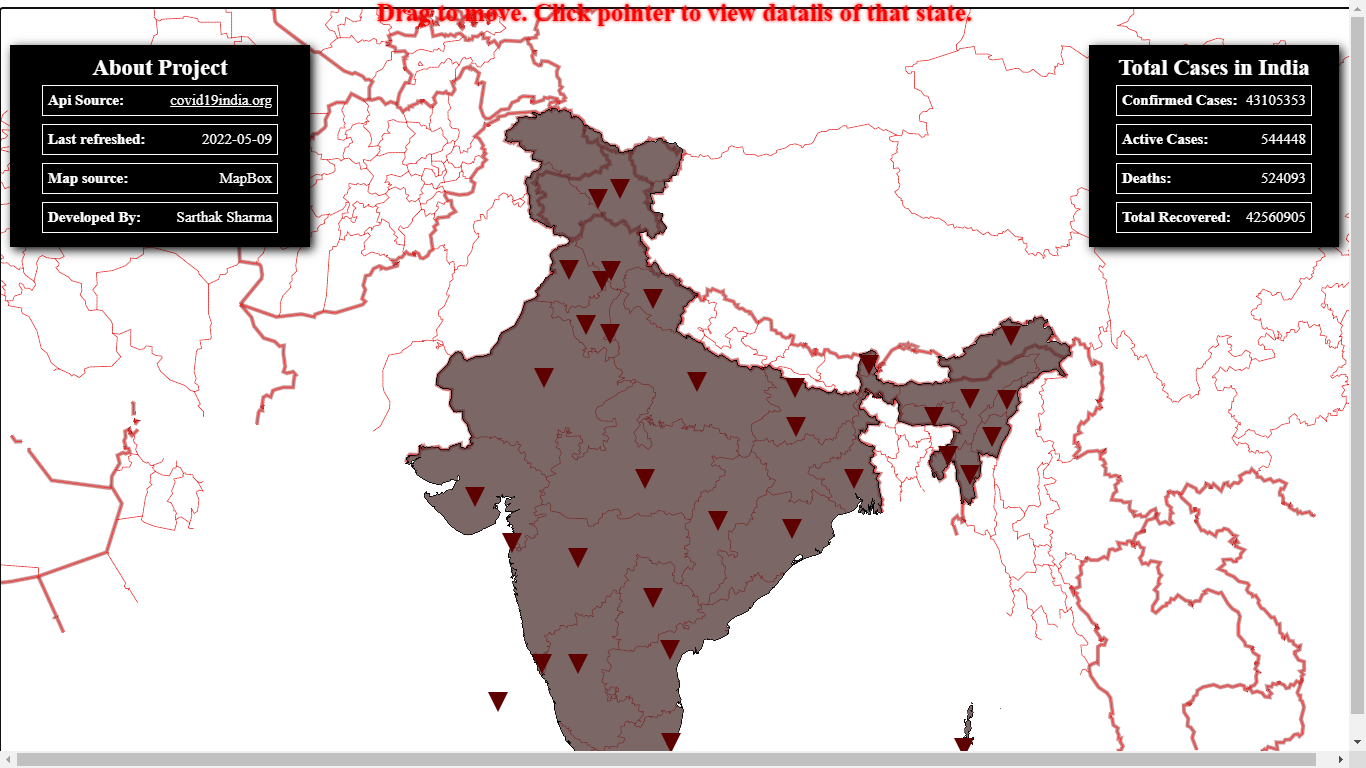 Drag to move. Click pointer to view datails of that state.
About Project
Api Source: covid19india.org
Last refreshed: 2022-05-09
Map source: MapBox
Developed By: Sarthak Sharma
Total Cases in India
Confirmed Cases: 43105353
Active Cases: 544448
Deaths: 524093
Total Recovered: 42560905